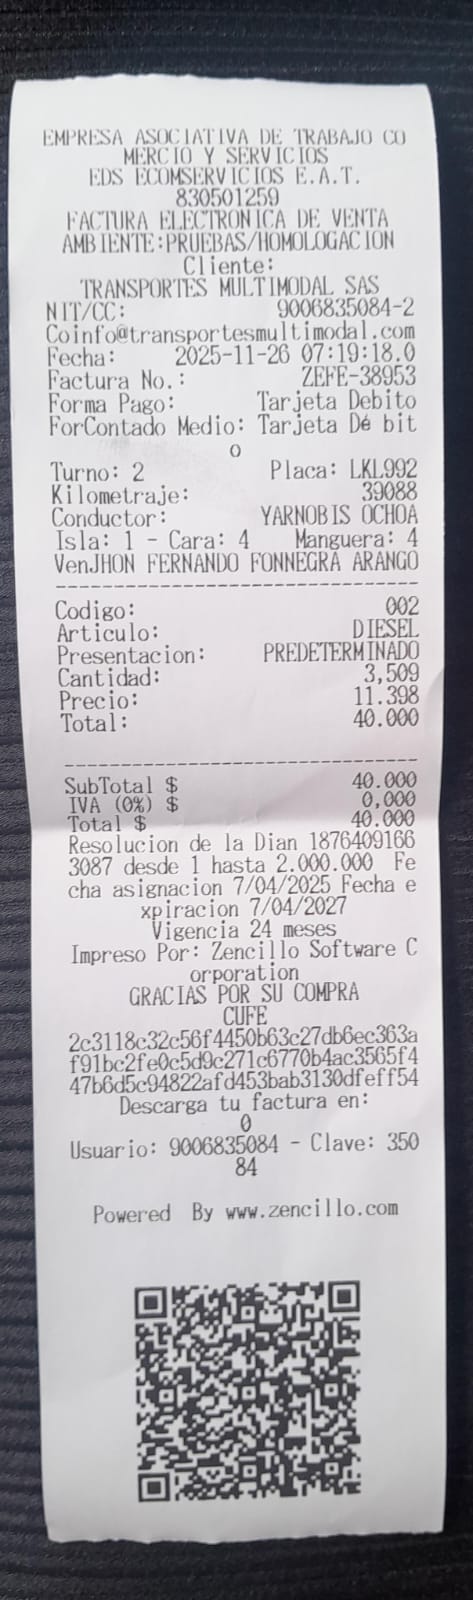 EMPRESA ASOCIATIVA DE TRABAJO CO
MERCIO Y SERVICIOS
EDS ECOMSERVICIOS E.A.T.
830501259
FACTURA ELECTRONICA DE VENTA
AMBIENTE:PRUEBAS/HOMOLOGACION
Cliente:
TRANSPORTES MULTIMODAL SAS
NIT/CC: 9006835084-2
Coinfo@transportesmultimodal.com
Fecha: 2025-11-26 07:19:18.0
Factura No.: ZEFE-38953
Forma Pago: Tarjeta Debito
ForContado Medio: Tarjeta Dé bit
o
Turno: 2 Placa: LKL992
Kilometraje: 39088
Conductor: YARNOBIS OCHOA
Isla: 1 - Cara: 4 Manguera: 4
VenJHON FERNANDO FONNEGRA ARANGO
--------------------------------
Codigo: 002
Articulo: DIESEL
Presentacion: PREDETERMINADO
Cantidad: 3,509
Precio: 11.398
Total: 40.000
--------------------------------
SubTotal $ 40.000
IVA (0%) $ 0,000
Total $ 40.000
Resolucion de la Dian 1876409166
3087 desde 1 hasta 2.000.000 Fe
cha asignacion 7/04/2025 Fecha e
xpiracion 7/04/2027
Vigencia 24 meses
Impreso Por: Zencillo Software C
orporation
GRACIAS POR SU COMPRA
CUFE
2c3118c32c56f4450b63c27db6ec363a
f91bc2fe0c5d9c271c6770b4ac3565f4
47b6d5c94822afd453bab3130dfeff54
Descarga tu factura en:
0
Usuario: 9006835084 - Clave: 350
84
Powered By www.zencillo.com